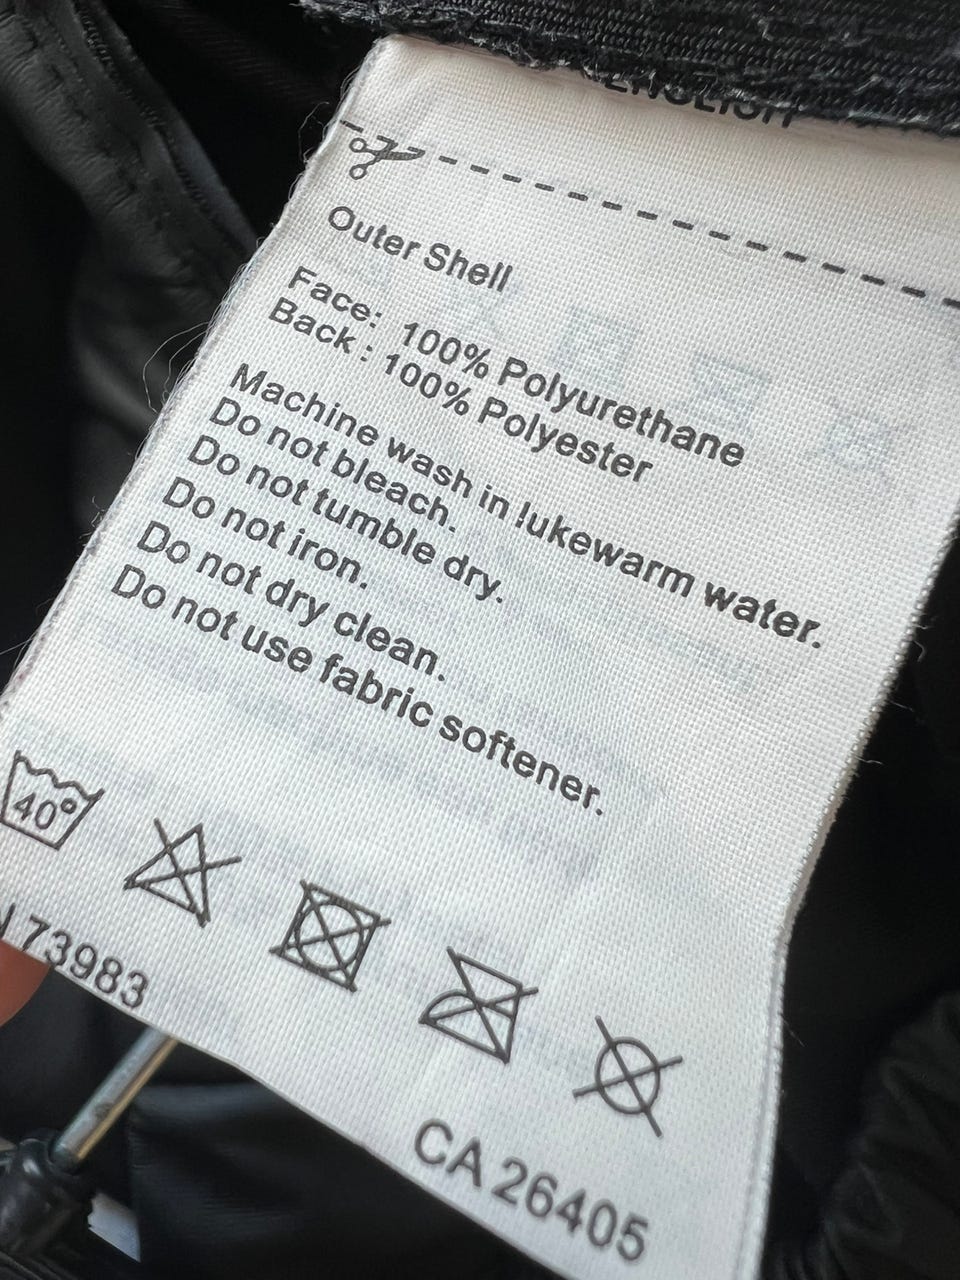 ENGLISH
Outer Shell
Face: 100% Polyurethane
Back : 100% Polyester
Machine wash in lukewarm water.
Do not bleach.
Do not tumble dry.
Do not iron.
Do not dry clean.
Do not use fabric softener.
40°
73983
CA 26405